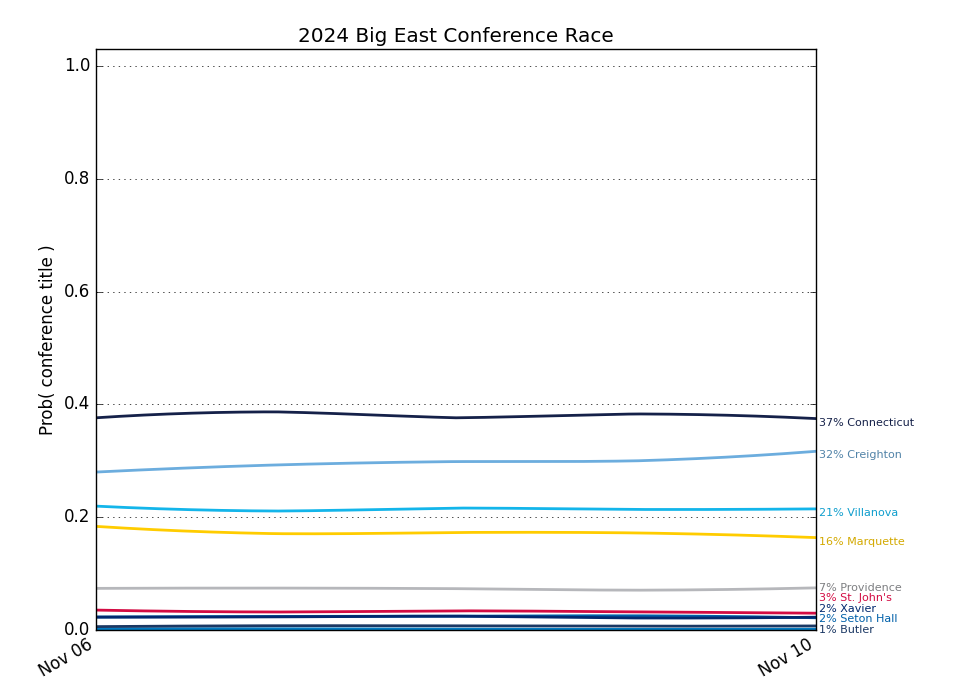 2024 Big East Conference Race
1.0
0.8
0.6
0.4
0.2
0.0
Prob( conference title )
Nov 06
Nov 10
37% Connecticut
32% Creighton
21% Villanova
16% Marquette
7% Providence
3% St. John's
2% Xavier
2% Seton Hall
1% Butler